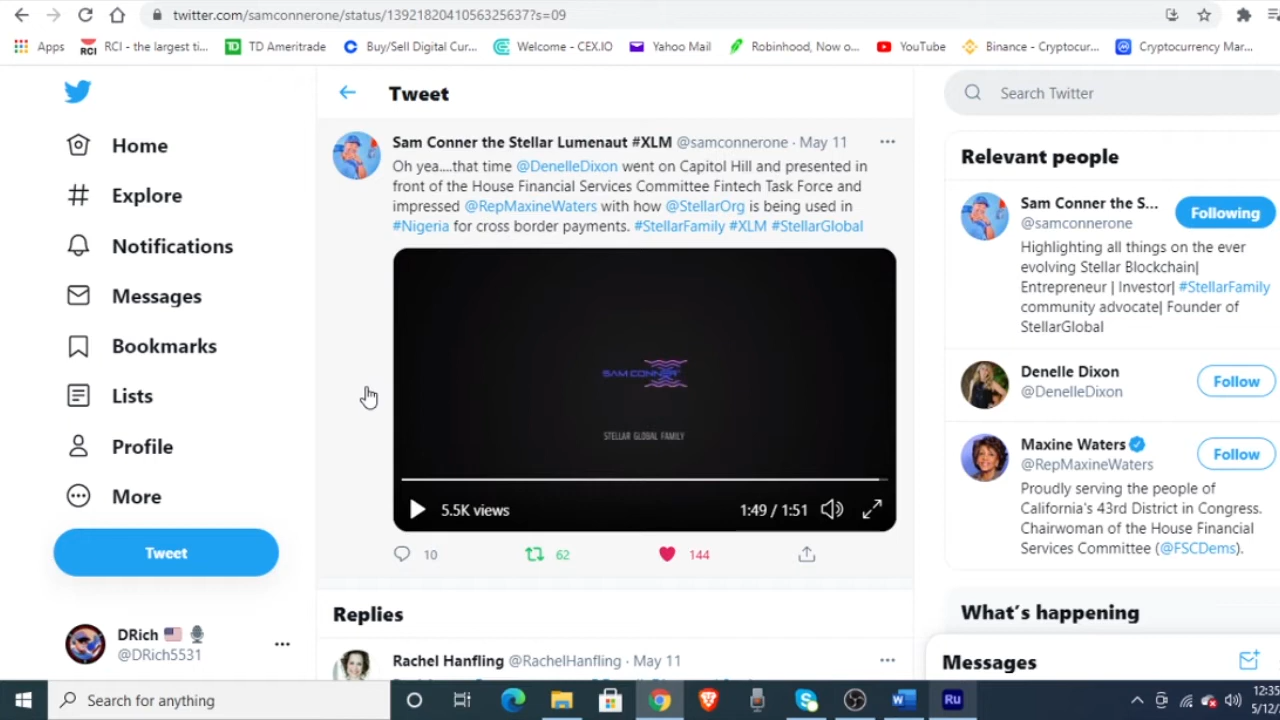 twitter.com/samconnerone/status/1392182041056325637?s=09
Apps
RCI
RCI - the largest ti...
TD Ameritrade
Buy/Sell Digital Cur...
Welcome - CEX.IO
Yahoo Mail
Robinhood, Now o...
YouTube
Binance - Cryptocur...
Cryptocurrency Mar...
Home
Explore
Notifications
Messages
Bookmarks
Lists
Profile
More
Tweet
DRich
@DRich5531
Tweet
Sam Conner the Stellar Lumenaut #XLM @samconnerone · May 11
Oh yea....that time @DenelleDixon went on Capitol Hill and presented in
front of the House Financial Services Committee Fintech Task Force and
impressed @RepMaxineWaters with how @StellarOrg is being used in
#Nigeria for cross border payments. #StellarFamily #XLM #StellarGlobal
SAM CONNER
STELLAR GLOBAL FAMILY
5.5K views
1:49 / 1:51
10
62
144
Replies
Rachel Hanfling @RachelHanfling · May 11
Search Twitter
Relevant people
Sam Conner the S...
@samconnerone
Following
Highlighting all things on the ever
evolving Stellar Blockchain|
Entrepreneur | Investor| #StellarFamily
community advocate| Founder of
StellarGlobal
Denelle Dixon
@DenelleDixon
Follow
Maxine Waters
@RepMaxineWaters
Follow
Proudly serving the people of
California's 43rd District in Congress.
Chairwoman of the House Financial
Services Committee (@FSCDems).
What's happening
Messages
Search for anything
Ru
12:35
5/12/